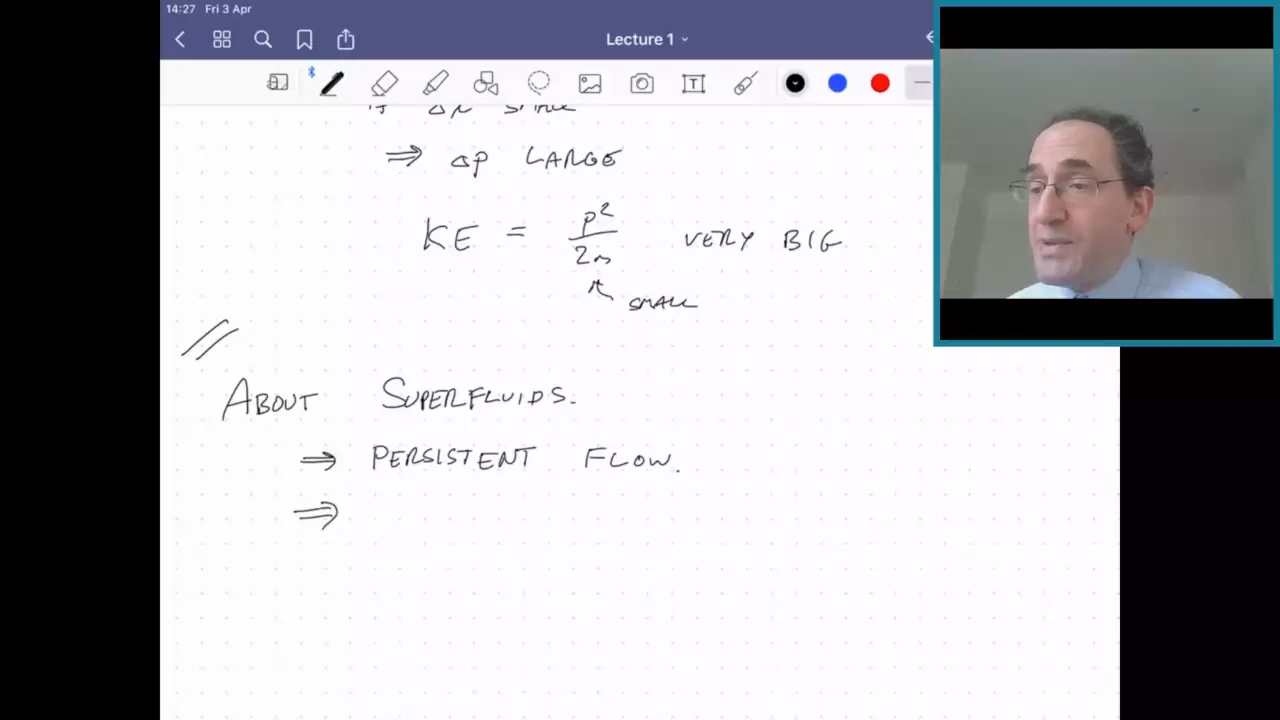 14:27 Fri 3 Apr
Lecture 1
T
SMALL
⇒ Δp LARGE
KE = p²/2m VERY BIG
SMALL
ABOUT SUPERFLUIDS.
⇒ PERSISTENT FLOW.
⇒